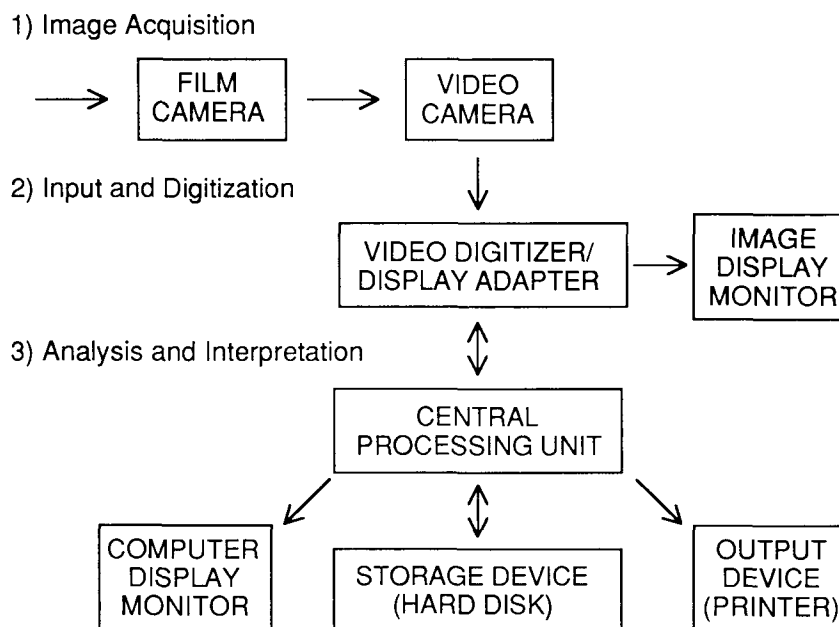 1) Image Acquisition
FILM
CAMERA
VIDEO
CAMERA
2) Input and Digitization
VIDEO DIGITIZER/
DISPLAY ADAPTER
IMAGE
DISPLAY
MONITOR
3) Analysis and Interpretation
CENTRAL
PROCESSING UNIT
COMPUTER
DISPLAY
MONITOR
STORAGE DEVICE
(HARD DISK)
OUTPUT
DEVICE
(PRINTER)